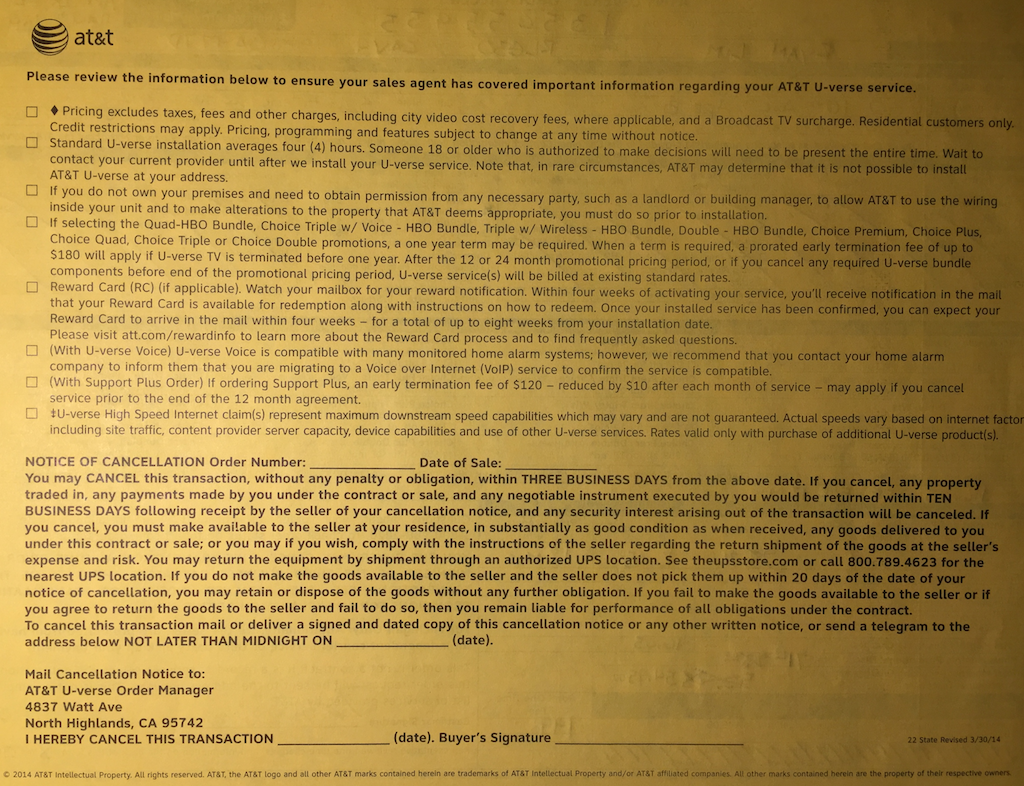 at&t
Please review the information below to ensure your sales agent has covered important information regarding your AT&T U-verse service.
♦ Pricing excludes taxes, fees and other charges, including city video cost recovery fees, where applicable, and a Broadcast TV surcharge. Residential customers only.
Credit restrictions may apply. Pricing, programming and features subject to change at any time without notice.
Standard U-verse installation averages four (4) hours. Someone 18 or older who is authorized to make decisions will need to be present the entire time. Wait to
contact your current provider until after we install your U-verse service. Note that, in rare circumstances, AT&T may determine that it is not possible to install
AT&T U-verse at your address.
If you do not own your premises and need to obtain permission from any necessary party, such as a landlord or building manager, to allow AT&T to use the wiring
inside your unit and to make alterations to the property that AT&T deems appropriate, you must do so prior to installation.
If selecting the Quad-HBO Bundle, Choice Triple w/ Voice - HBO Bundle, Triple w/ Wireless - HBO Bundle, Double - HBO Bundle, Choice Premium, Choice Plus,
Choice Quad, Choice Triple or Choice Double promotions, a one year term may be required. When a term is required, a prorated early termination fee of up to
$180 will apply if U-verse TV is terminated before one year. After the 12 or 24 month promotional pricing period, or if you cancel any required U-verse bundle
components before end of the promotional pricing period, U-verse service(s) will be billed at existing standard rates.
Reward Card (RC) (if applicable). Watch your mailbox for your reward notification. Within four weeks of activating your service, you'll receive notification in the mail
that your Reward Card is available for redemption along with instructions on how to redeem. Once your installed service has been confirmed, you can expect your
Reward Card to arrive in the mail within four weeks – for a total of up to eight weeks from your installation date.
Please visit att.com/rewardinfo to learn more about the Reward Card process and to find frequently asked questions.
(With U-verse Voice) U-verse Voice is compatible with many monitored home alarm systems; however, we recommend that you contact your home alarm
company to inform them that you are migrating to a Voice over Internet (VoIP) service to confirm the service is compatible.
(With Support Plus Order) If ordering Support Plus, an early termination fee of $120 – reduced by $10 after each month of service – may apply if you cancel
service prior to the end of the 12 month agreement.
‡U-verse High Speed Internet claim(s) represent maximum downstream speed capabilities which may vary and are not guaranteed. Actual speeds vary based on internet factor
including site traffic, content provider server capacity, device capabilities and use of other U-verse services. Rates valid only with purchase of additional U-verse product(s).
NOTICE OF CANCELLATION Order Number: ____________ Date of Sale: ____________
You may CANCEL this transaction, without any penalty or obligation, within THREE BUSINESS DAYS from the above date. If you cancel, any property
traded in, any payments made by you under the contract or sale, and any negotiable instrument executed by you would be returned within TEN
BUSINESS DAYS following receipt by the seller of your cancellation notice, and any security interest arising out of the transaction will be canceled. If
you cancel, you must make available to the seller at your residence, in substantially as good condition as when received, any goods delivered to you
under this contract or sale; or you may if you wish, comply with the instructions of the seller regarding the return shipment of the goods at the seller's
expense and risk. You may return the equipment by shipment through an authorized UPS location. See theupsstore.com or call 800.789.4623 for the
nearest UPS location. If you do not make the goods available to the seller and the seller does not pick them up within 20 days of the date of your
notice of cancellation, you may retain or dispose of the goods without any further obligation. If you fail to make the goods available to the seller or if
you agree to return the goods to the seller and fail to do so, then you remain liable for performance of all obligations under the contract.
To cancel this transaction mail or deliver a signed and dated copy of this cancellation notice or any other written notice, or send a telegram to the
address below NOT LATER THAN MIDNIGHT ON ____________ (date).
Mail Cancellation Notice to:
AT&T U-verse Order Manager
4837 Watt Ave
North Highlands, CA 95742
I HEREBY CANCEL THIS TRANSACTION ____________ (date). Buyer's Signature ____________
22 State Revised 3/30/14
© 2014 AT&T Intellectual Property. All rights reserved. AT&T, the AT&T logo and all other AT&T marks contained herein are trademarks of AT&T Intellectual Property and/or AT&T affiliated companies. All other marks contained herein are the property of their respective owners.